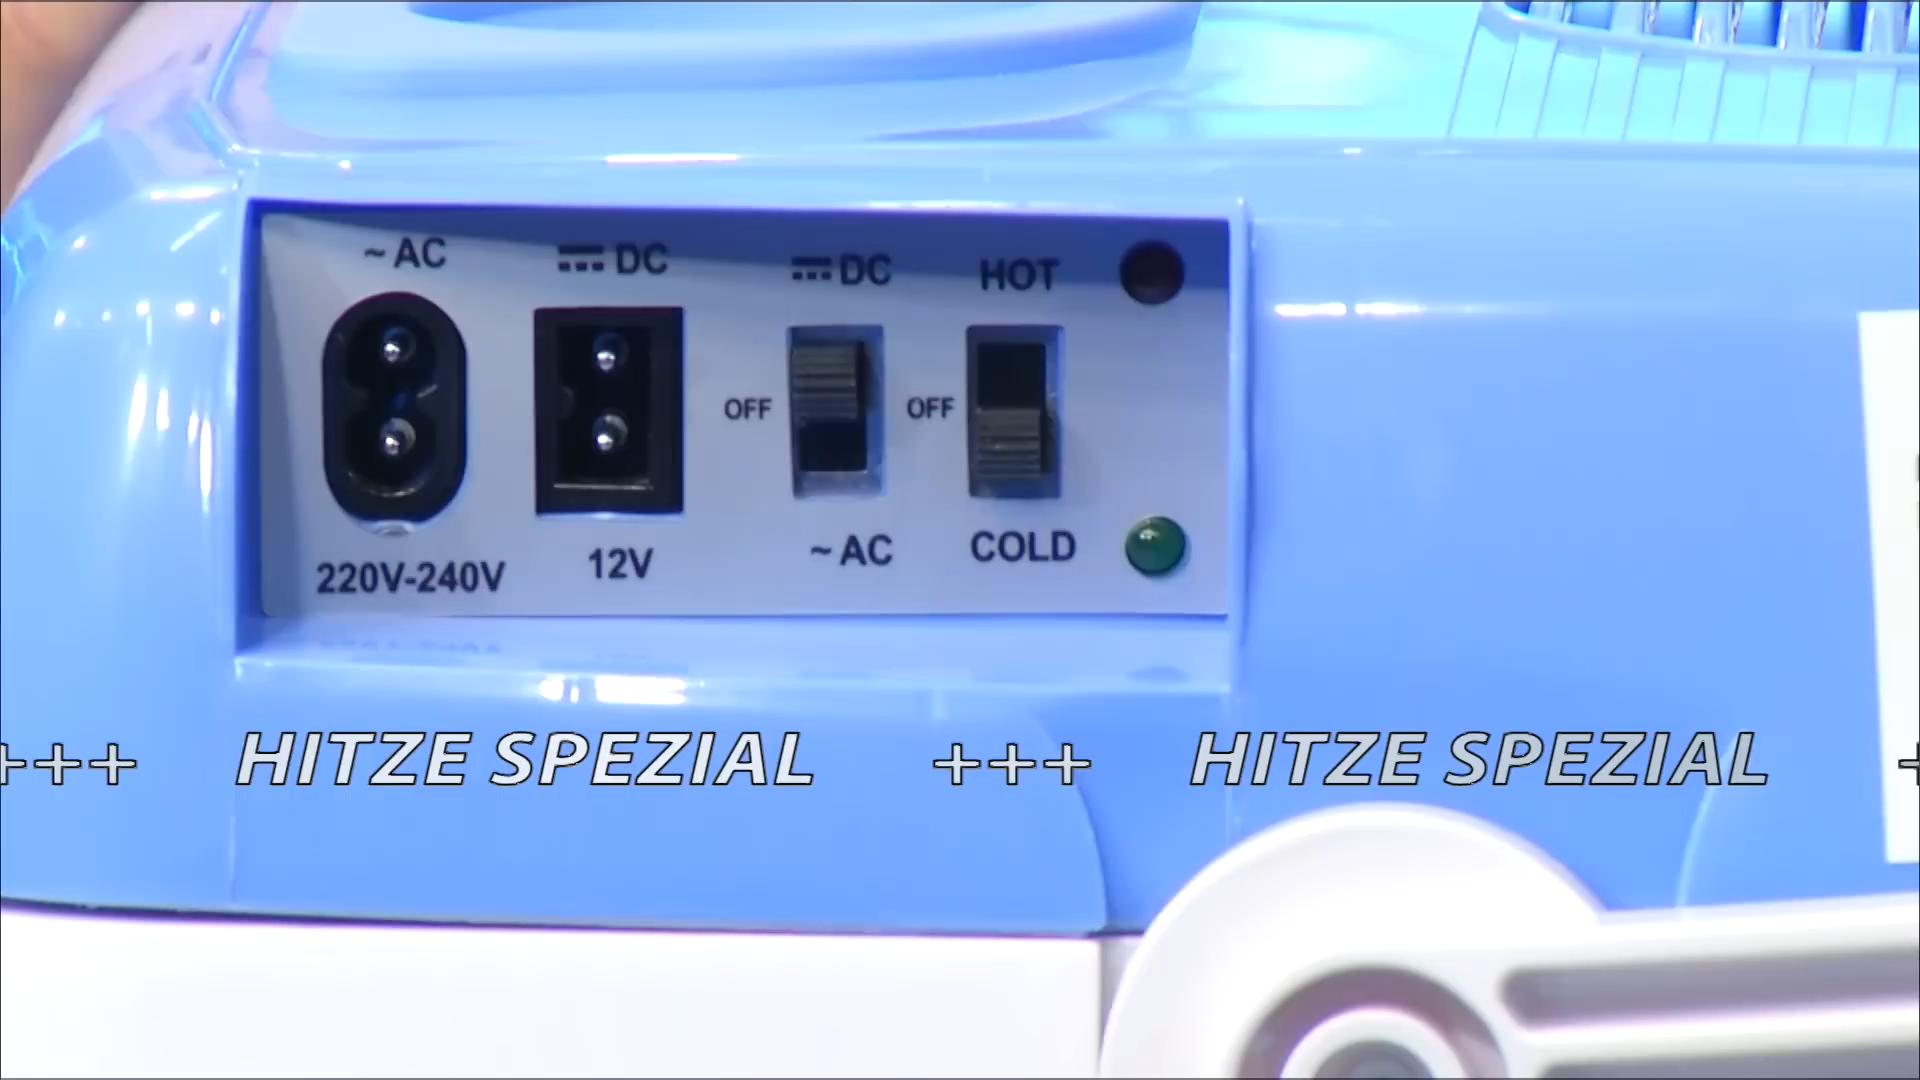 ~ AC
DC
DC
HOT
OFF
OFF
220V-240V
12V
~ AC
COLD
+++ HITZE SPEZIAL +++ HITZE SPEZIAL +